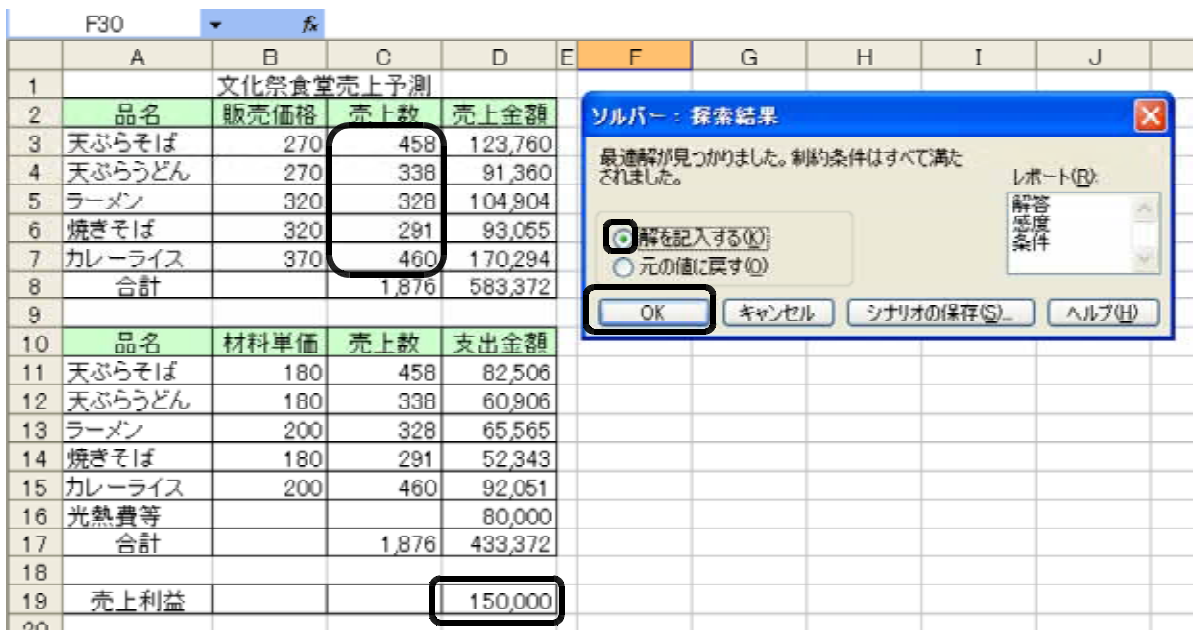 F30 fx
A B C D E F G H I J
1 文化祭食堂売上予測
2 品名 販売価格 売上数 売上金額
3 天ぷらそば 270 458 123,760
4 天ぷらうどん 270 338 91,360
5 ラーメン 320 328 104,904
6 焼きそば 320 291 93,055
7 カレーライス 370 460 170,294
8 合計 1,876 583,372
9
10 品名 材料単価 売上数 支出金額
11 天ぷらそば 180 458 82,506
12 天ぷらうどん 180 338 60,906
13 ラーメン 200 328 65,565
14 焼きそば 180 291 52,343
15 カレーライス 200 460 92,051
16 光熱費等 80,000
17 合計 1,876 433,372
18
19 売上利益 150,000
20
ソルバー : 探索結果
最適解が見つかりました。制約条件はすべて満た
されました。
レポート(R):
解答
感度
条件
解を記入する(K)
元の値に戻す(O)
OK キャンセル シナリオの保存(S)... ヘルプ(H)